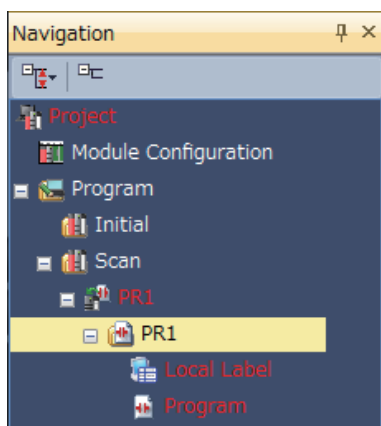 Navigation
Project
Module Configuration
Program
Initial
Scan
PR1
PR1
Local Label
Program